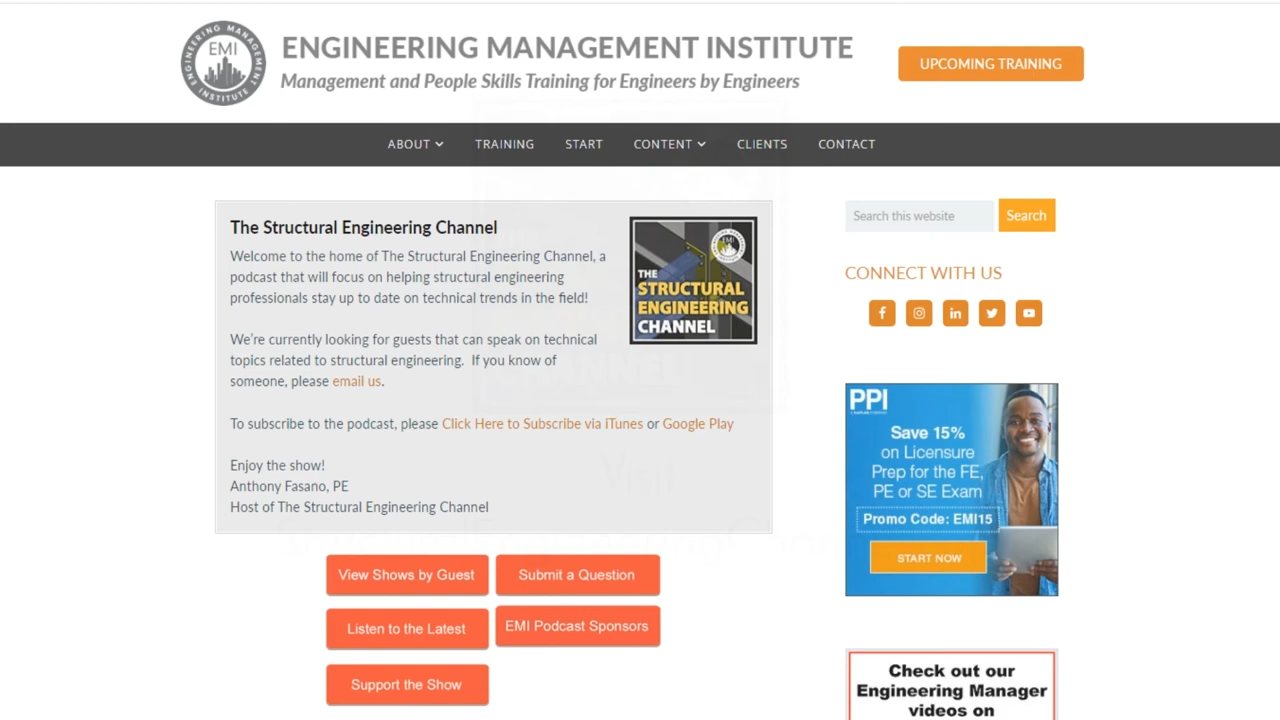 EMI
ENGINEERING MANAGEMENT INSTITUTE
ENGINEERING MANAGEMENT INSTITUTE
Management and People Skills Training for Engineers by Engineers
UPCOMING TRAINING
ABOUT TRAINING START CONTENT CLIENTS CONTACT
The Structural Engineering Channel
Welcome to the home of The Structural Engineering Channel, a
podcast that will focus on helping structural engineering
professionals stay up to date on technical trends in the field!
We're currently looking for guests that can speak on technical
topics related to structural engineering. If you know of
someone, please email us.
To subscribe to the podcast, please Click Here to Subscribe via iTunes or Google Play
Enjoy the show!
Anthony Fasano, PE
Host of The Structural Engineering Channel
EMI
THE
STRUCTURAL
ENGINEERING
CHANNEL
Visit
View Shows by Guest
Submit a Question
Listen to the Latest
EMI Podcast Sponsors
Support the Show
Search this website
Search
CONNECT WITH US
PPI
Save 15%
on Licensure
Prep for the FE,
PE or SE Exam
Promo Code: EMI15
START NOW
Check out our
Engineering Manager
videos on